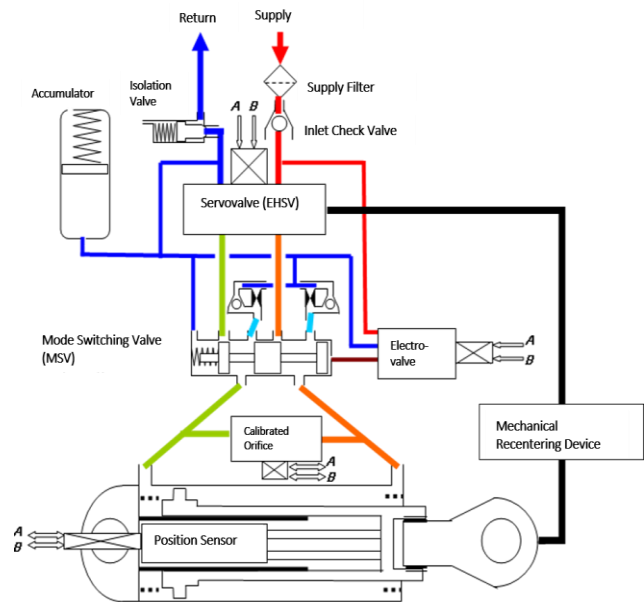 Return
Supply
Accumulator
Isolation
Valve
Supply Filter
A B
Inlet Check Valve
Servovalve (EHSV)
Mode Switching Valve
(MSV)
Electro-
valve
A
B
Calibrated
Orifice
A
B
Mechanical
Recentering Device
A
B
Position Sensor